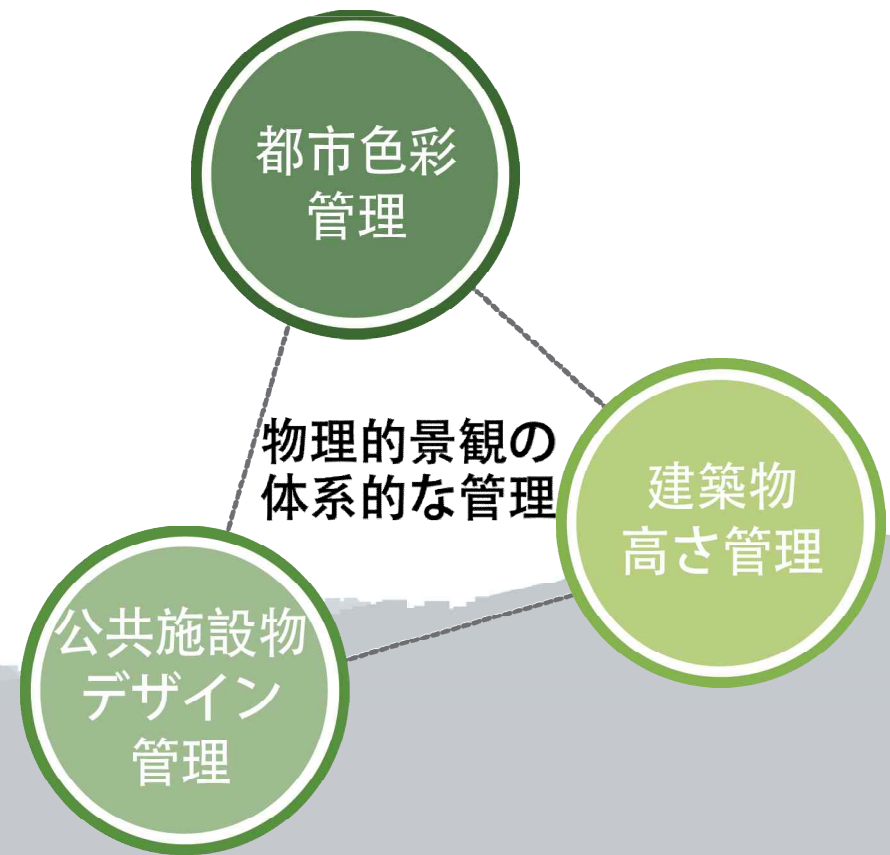 都市色彩
管理
物理的景観の
体系的な管理
建築物
高さ管理
公共施設物
デザイン
管理